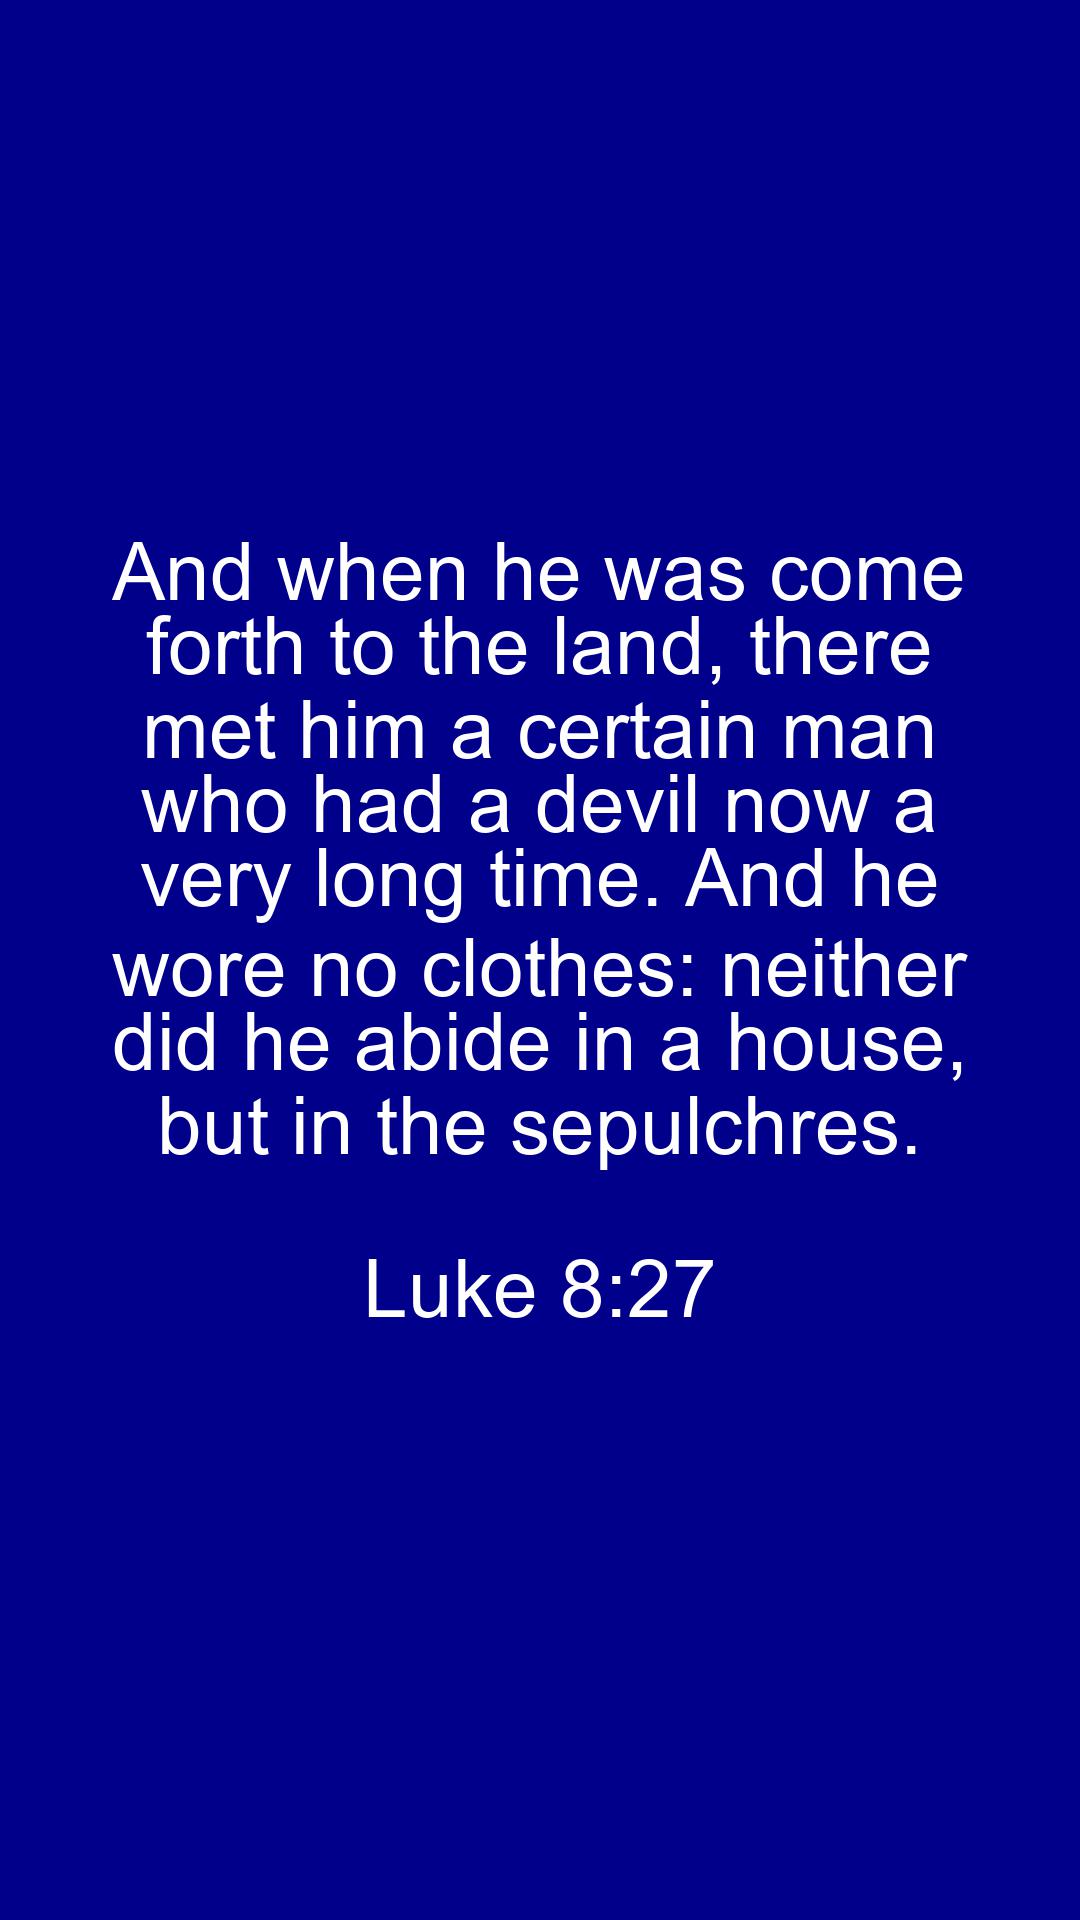 And when he was come
forth to the land, there
met him a certain man
who had a devil now a
very long time. And he
wore no clothes: neither
did he abide in a house,
but in the sepulchres.
Luke 8:27